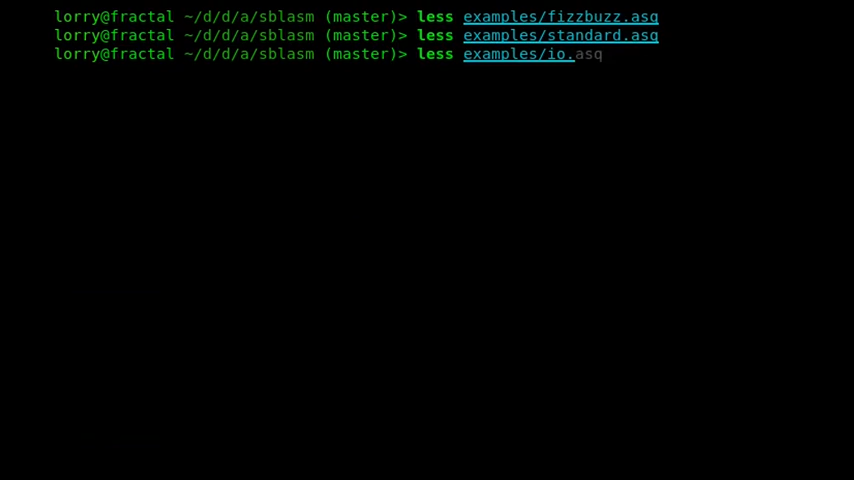 lorry@fractal ~/d/d/a/sblasm (master)> less examples/fizzbuzz.asq
lorry@fractal ~/d/d/a/sblasm (master)> less examples/standard.asq
lorry@fractal ~/d/d/a/sblasm (master)> less examples/io.asq